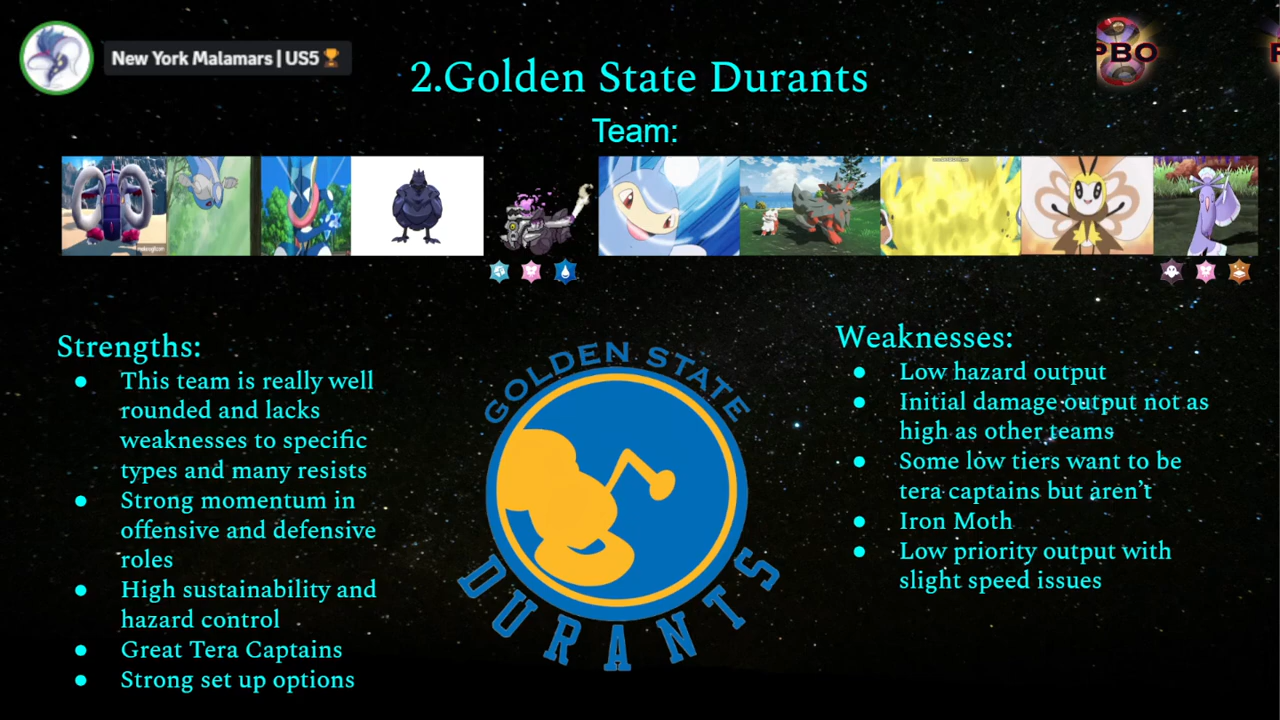 New York Malamars | US5 🏆
PBO
2.Golden State Durants
Team:
Strengths:
● This team is really well
rounded and lacks
weaknesses to specific
types and many resists
● Strong momentum in
offensive and defensive
roles
● High sustainability and
hazard control
● Great Tera Captains
● Strong set up options
GOLDEN STATE
DURANTS
Weaknesses:
● Low hazard output
● Initial damage output not as
high as other teams
● Some low tiers want to be
tera captains but aren’t
● Iron Moth
● Low priority output with
slight speed issues